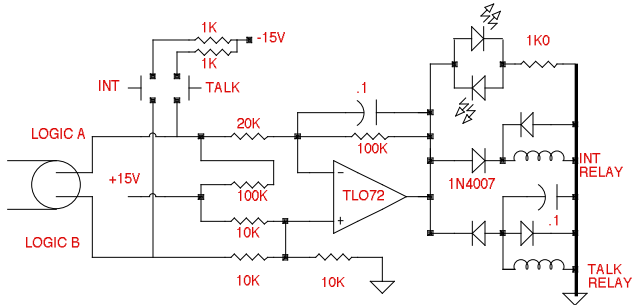 1K
-15V
1K
INT
TALK
1K0
.1
LOGIC A
20K
100K
+15V
100K
TLO72
1N4007
INT
RELAY
.1
10K
LOGIC B
10K
10K
TALK
RELAY
−
+